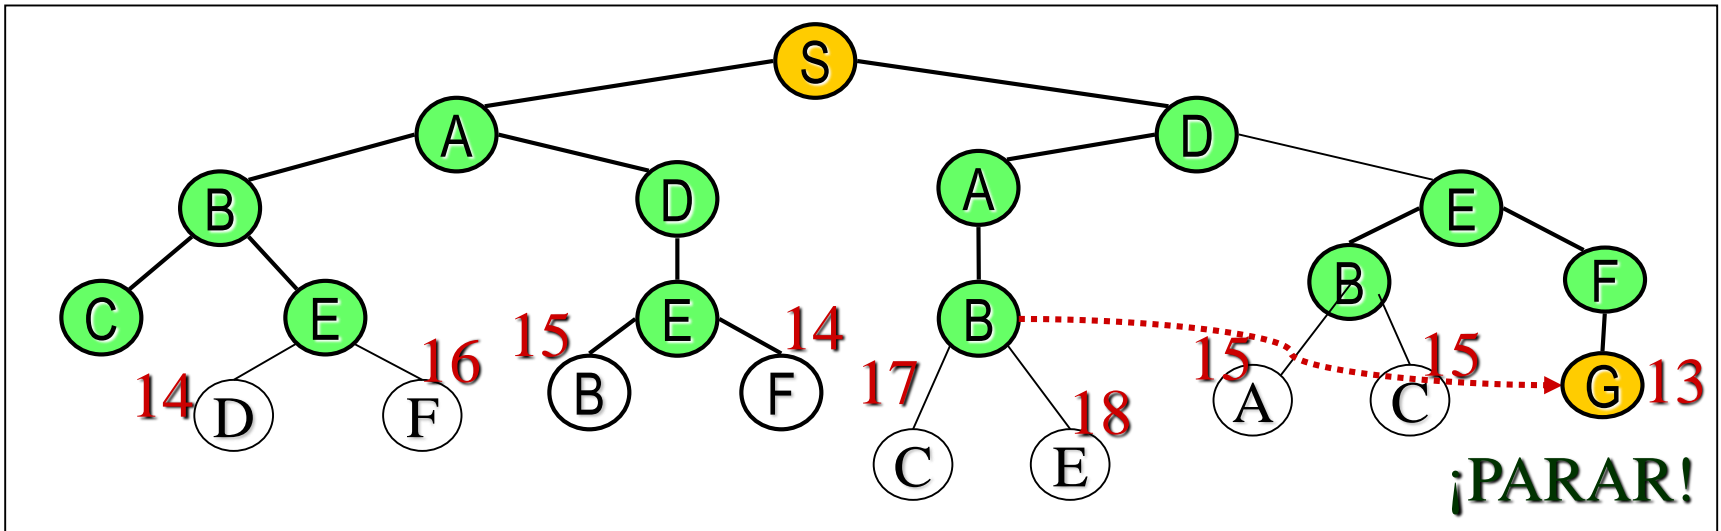 S
A D
B D A E
B F
C E E B
15 14
14 16 15 15
17 13
D F B F A C G
18
C E
¡PARAR!